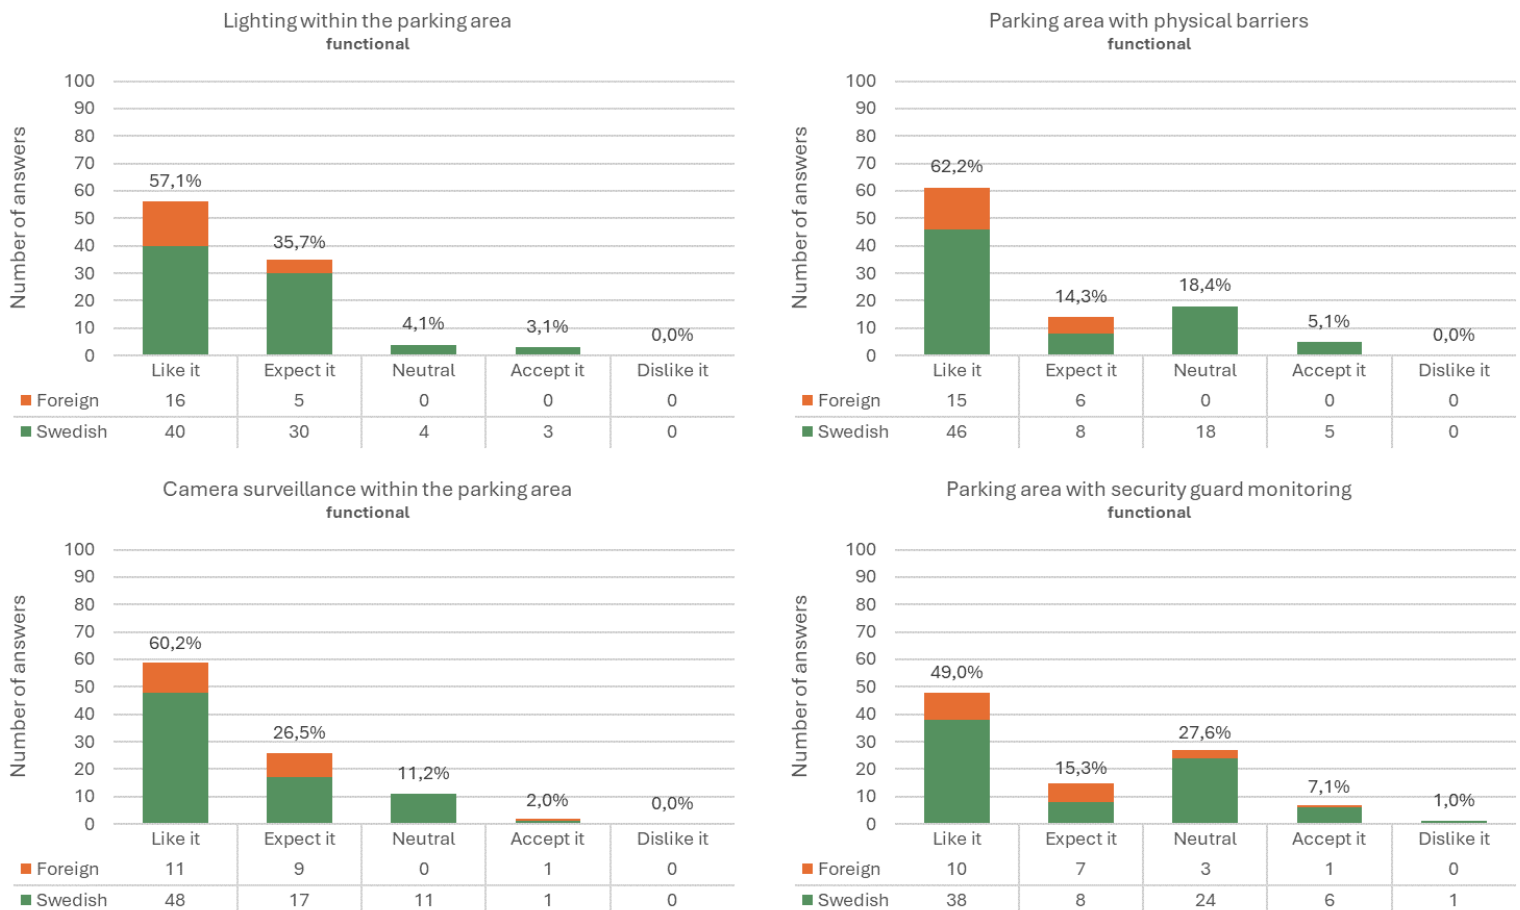 Lighting within the parking area
functional
Number of answers
100
90
80
70
60
50
40
30
20
10
0
57,1%
35,7%
4,1%
3,1%
0,0%
Like it Expect it Neutral Accept it Dislike it
Foreign 16 5 0 0 0
Swedish 40 30 4 3 0
Parking area with physical barriers
functional
Number of answers
100
90
80
70
60
50
40
30
20
10
0
62,2%
14,3%
18,4%
5,1%
0,0%
Like it Expect it Neutral Accept it Dislike it
Foreign 15 6 0 0 0
Swedish 46 8 18 5 0
Camera surveillance within the parking area
functional
Number of answers
100
90
80
70
60
50
40
30
20
10
0
60,2%
26,5%
11,2%
2,0%
0,0%
Like it Expect it Neutral Accept it Dislike it
Foreign 11 9 0 1 0
Swedish 48 17 11 1 0
Parking area with security guard monitoring
functional
Number of answers
100
90
80
70
60
50
40
30
20
10
0
49,0%
15,3%
27,6%
7,1%
1,0%
Like it Expect it Neutral Accept it Dislike it
Foreign 10 7 3 1 0
Swedish 38 8 24 6 1